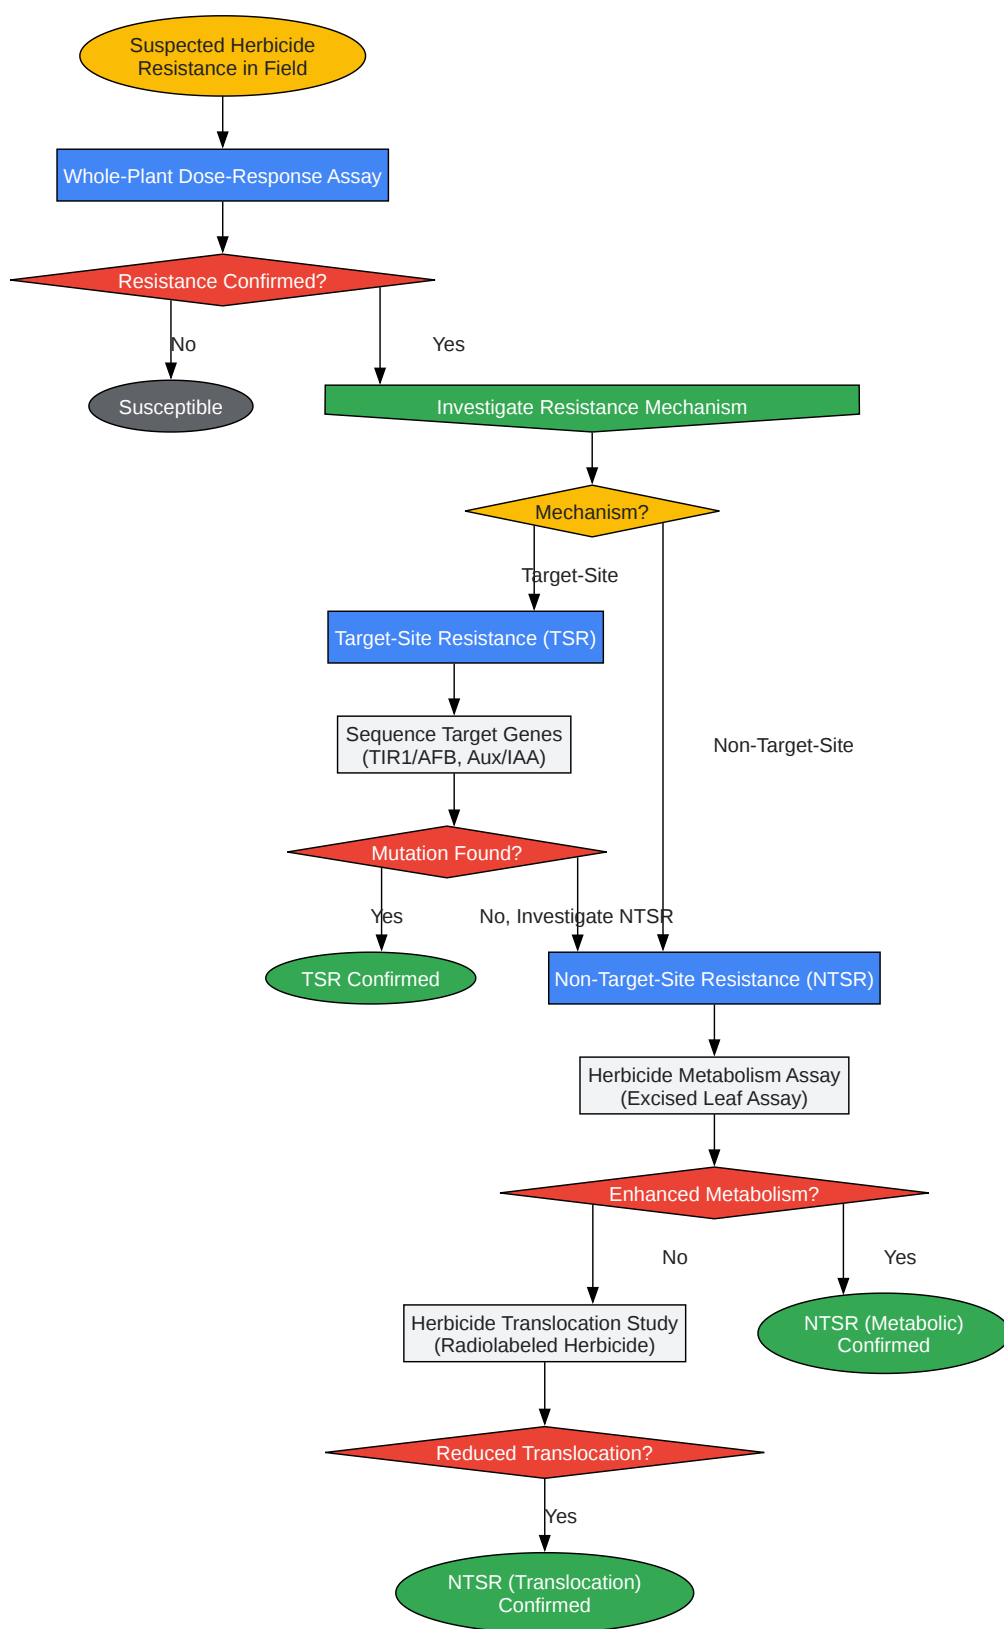 Suspected Herbicide
Resistance in Field
Whole-Plant Dose-Response Assay
Resistance Confirmed?
No
Yes
Susceptible
Investigate Resistance Mechanism
Mechanism?
Target-Site
Target-Site Resistance (TSR)
Sequence Target Genes
(TIR1/AFB, Aux/IAA)
Non-Target-Site
Mutation Found?
Yes
No, Investigate NTSR
TSR Confirmed
Non-Target-Site Resistance (NTSR)
Herbicide Metabolism Assay
(Excised Leaf Assay)
Enhanced Metabolism?
No
Yes
Herbicide Translocation Study
(Radiolabeled Herbicide)
NTSR (Metabolic)
Confirmed
Reduced Translocation?
Yes
NTSR (Translocation)
Confirmed